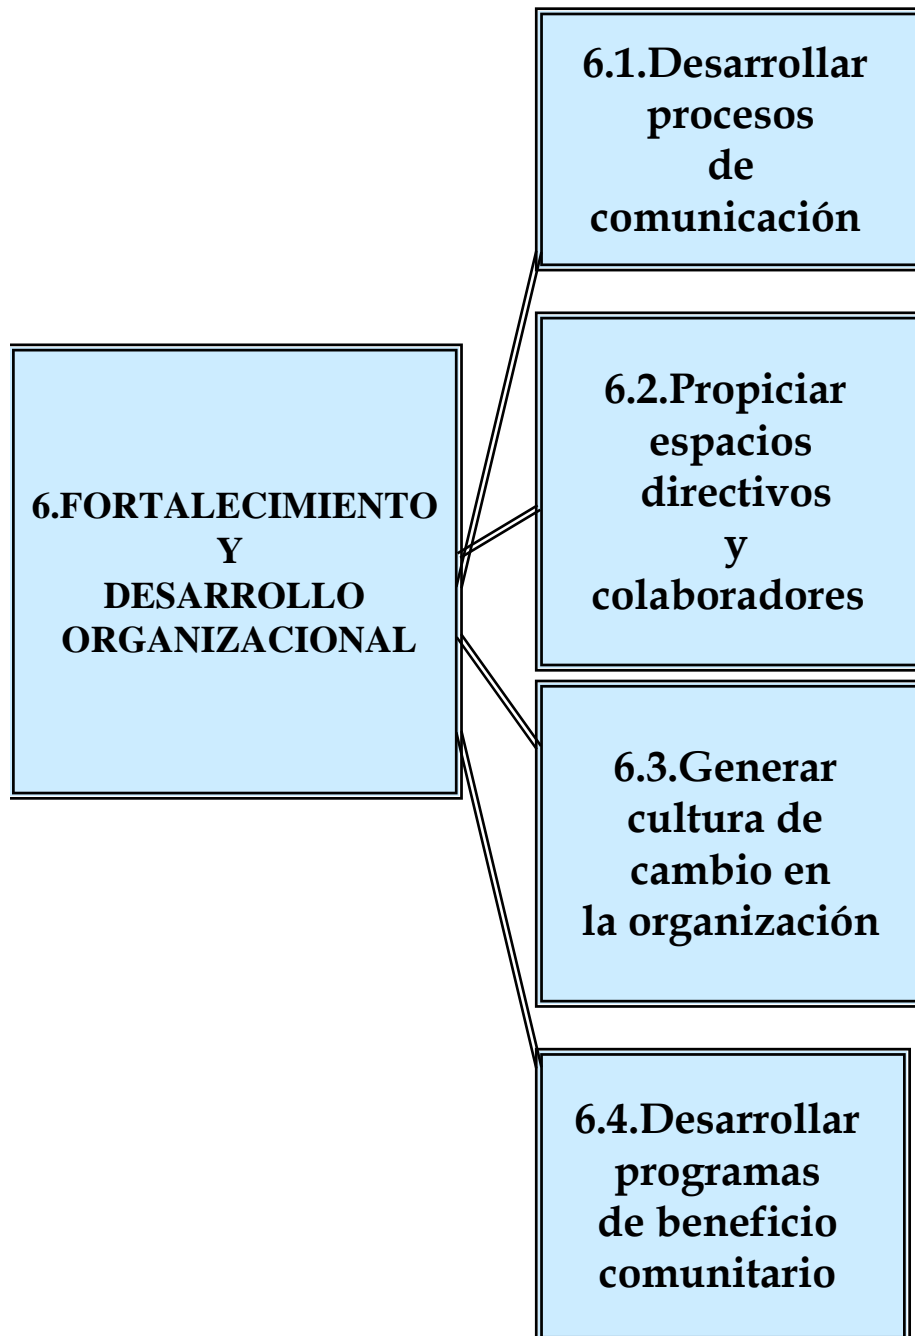 6.FORTALECIMIENTO
Y
DESARROLLO
ORGANIZACIONAL
6.1.Desarrollar
procesos
de
comunicación
6.2.Propiciar
espacios
directivos
y
colaboradores
6.3.Generar
cultura de
cambio en
la organización
6.4.Desarrollar
programas
de beneficio
comunitario